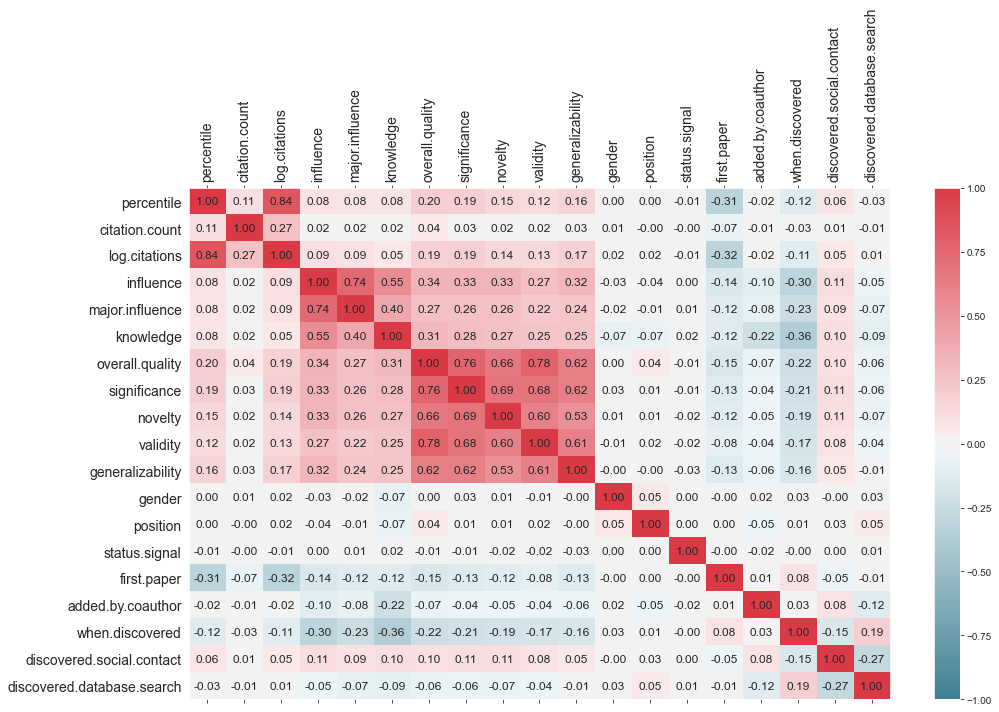 percentile citation.count log.citations influence major.influence knowledge overall.quality significance novelty validity generalizability gender position status.signal first.paper added.by.coauthor when.discovered discovered.social.contact discovered.database.search
percentile 1.00 0.11 0.84 0.08 0.08 0.08 0.20 0.19 0.15 0.12 0.16 0.00 0.00 -0.01 -0.31 -0.02 -0.12 0.06 -0.03
citation.count 0.11 1.00 0.27 0.02 0.02 0.02 0.04 0.03 0.02 0.02 0.03 0.01 -0.00 -0.00 -0.07 -0.01 -0.03 0.01 -0.01
log.citations 0.84 0.27 1.00 0.09 0.09 0.05 0.19 0.19 0.14 0.13 0.17 0.02 0.02 -0.01 -0.32 -0.02 -0.11 0.05 0.01
influence 0.08 0.02 0.09 1.00 0.74 0.55 0.34 0.33 0.33 0.27 0.32 -0.03 -0.04 0.00 -0.14 -0.10 -0.30 0.11 -0.05
major.influence 0.08 0.02 0.09 0.74 1.00 0.40 0.27 0.26 0.26 0.22 0.24 -0.02 -0.01 0.01 -0.12 -0.08 -0.23 0.09 -0.07
knowledge 0.08 0.02 0.05 0.55 0.40 1.00 0.31 0.28 0.27 0.25 0.25 -0.07 -0.07 0.02 -0.12 -0.22 -0.36 0.10 -0.09
overall.quality 0.20 0.04 0.19 0.34 0.27 0.31 1.00 0.76 0.66 0.78 0.62 0.00 0.04 -0.01 -0.15 -0.07 -0.22 0.10 -0.06
significance 0.19 0.03 0.19 0.33 0.26 0.28 0.76 1.00 0.69 0.68 0.62 0.03 0.01 -0.01 -0.13 -0.04 -0.21 0.11 -0.06
novelty 0.15 0.02 0.14 0.33 0.26 0.27 0.66 0.69 1.00 0.60 0.53 0.01 0.01 -0.02 -0.12 -0.05 -0.19 0.11 -0.07
validity 0.12 0.02 0.13 0.27 0.22 0.25 0.78 0.68 0.60 1.00 0.61 -0.01 0.02 -0.02 -0.08 -0.04 -0.17 0.08 -0.04
generalizability 0.16 0.03 0.17 0.32 0.24 0.25 0.62 0.62 0.53 0.61 1.00 -0.00 -0.00 -0.03 -0.13 -0.06 -0.16 0.05 -0.01
gender 0.00 0.01 0.02 -0.03 -0.02 -0.07 0.00 0.03 0.01 -0.01 -0.00 1.00 0.05 0.00 -0.00 0.02 0.03 -0.00 0.03
position 0.00 -0.00 0.02 -0.04 -0.01 -0.07 0.04 0.01 0.01 0.02 -0.00 0.05 1.00 0.00 0.00 -0.05 0.01 0.03 0.05
status.signal -0.01 -0.00 -0.01 0.00 0.01 0.02 -0.01 -0.01 -0.02 -0.02 -0.03 0.00 0.00 1.00 -0.00 -0.02 -0.00 0.00 0.01
first.paper -0.31 -0.07 -0.32 -0.14 -0.12 -0.12 -0.15 -0.13 -0.12 -0.08 -0.13 -0.00 0.00 -0.00 1.00 0.01 0.08 -0.05 -0.01
added.by.coauthor -0.02 -0.01 -0.02 -0.10 -0.08 -0.22 -0.07 -0.04 -0.05 -0.04 -0.06 0.02 -0.05 -0.02 0.01 1.00 0.03 0.08 -0.12
when.discovered -0.12 -0.03 -0.11 -0.30 -0.23 -0.36 -0.22 -0.21 -0.19 -0.17 -0.16 0.03 0.01 -0.00 0.08 0.03 1.00 -0.15 0.19
discovered.social.contact 0.06 0.01 0.05 0.11 0.09 0.10 0.10 0.11 0.11 0.08 0.05 -0.00 0.03 0.00 -0.05 0.08 -0.15 1.00 -0.27
discovered.database.search -0.03 -0.01 0.01 -0.05 -0.07 -0.09 -0.06 -0.06 -0.07 -0.04 -0.01 0.03 0.05 0.01 -0.01 -0.12 0.19 -0.27 1.00
1.00
0.75
0.50
0.25
0.00
−0.25
−0.50
−0.75
−1.00